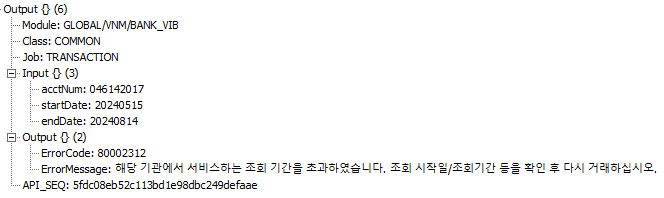 Output {} (6)
Module: GLOBAL/VNM/BANK_VIB
Class: COMMON
Job: TRANSACTION
Input {} (3)
acctNum: 046142017
startDate: 20240515
endDate: 20240814
Output {} (2)
ErrorCode: 80002312
ErrorMessage: 해당 기관에서 서비스하는 조회 기간을 초과하였습니다. 조회 시작일/조회기간 등을 확인 후 다시 거래하십시오.
API_SEQ: 5fdc08eb52c113bd1e98dbc249defaae